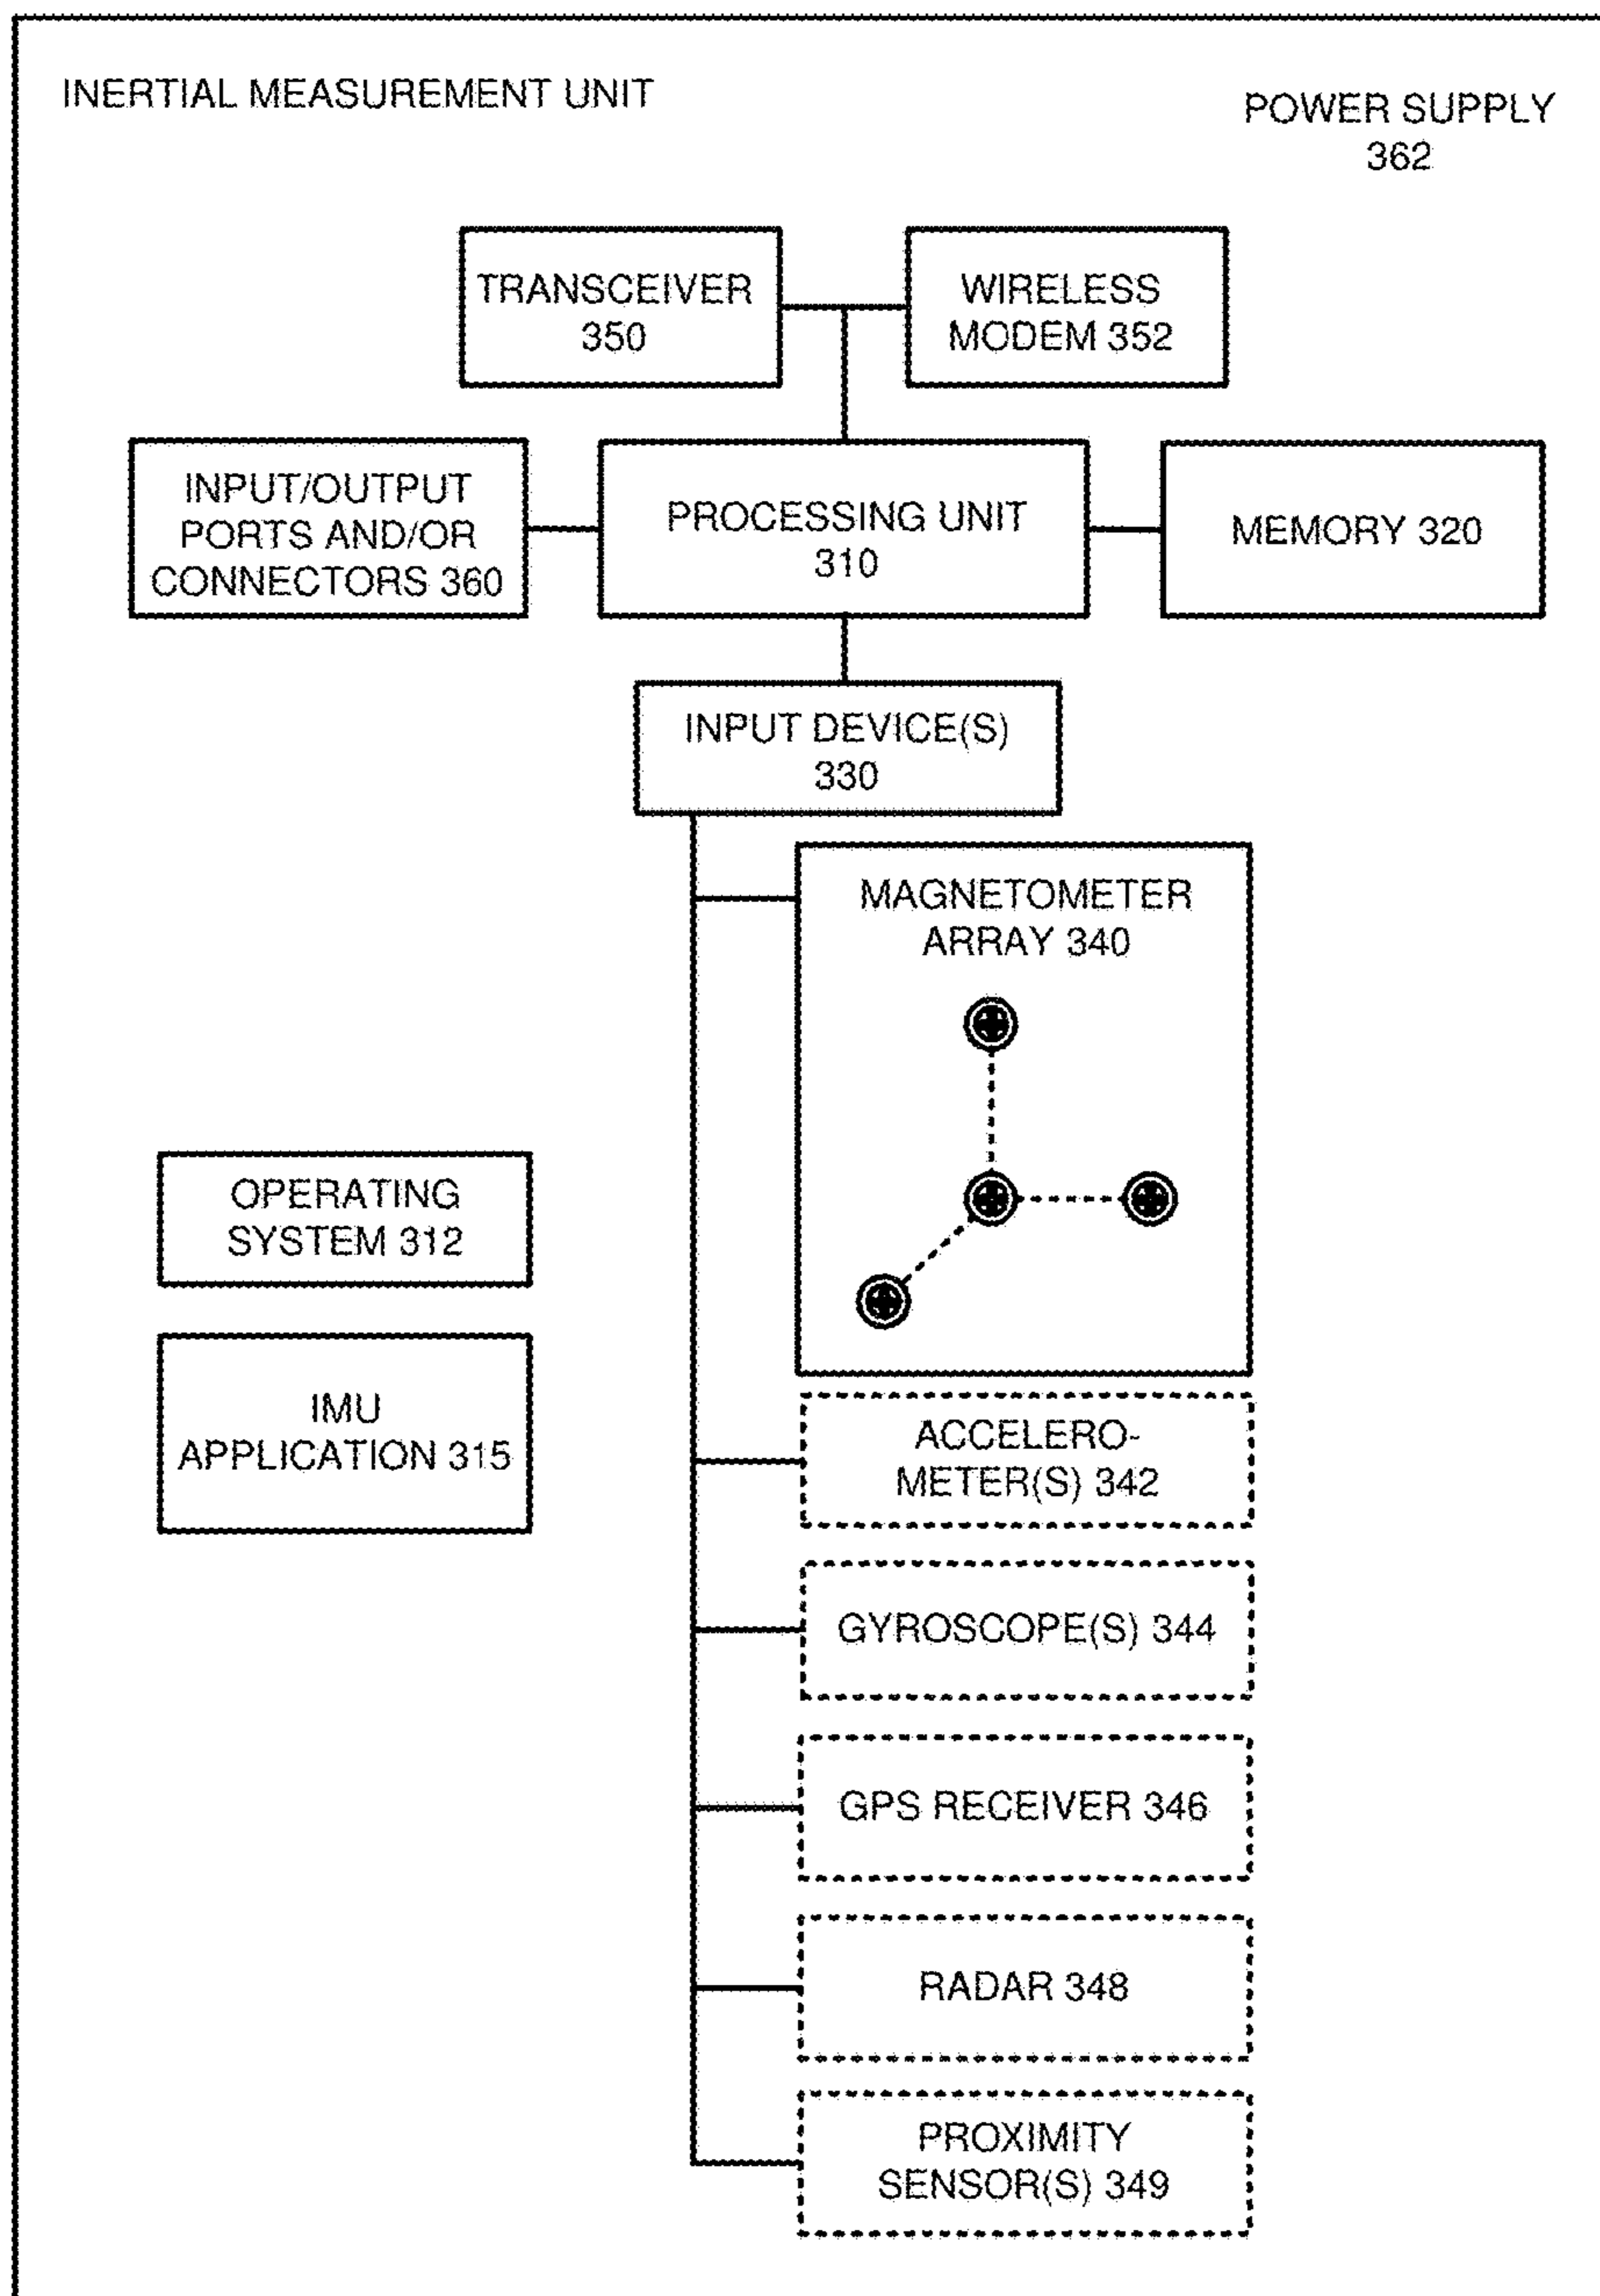 INERTIAL MEASUREMENT UNIT
POWER SUPPLY
362
TRANSCEIVER
350
WIRELESS
MODEM 352
INPUT/OUTPUT
PORTS AND/OR
CONNECTORS 360
PROCESSING UNIT
310
MEMORY 320
INPUT DEVICE(S)
330
MAGNETOMETER
ARRAY 340
OPERATING
SYSTEM 312
IMU
APPLICATION 315
ACCELERO-
METER(S) 342
GYROSCOPE(S) 344
GPS RECEIVER 346
RADAR 348
PROXIMITY
SENSOR(S) 349